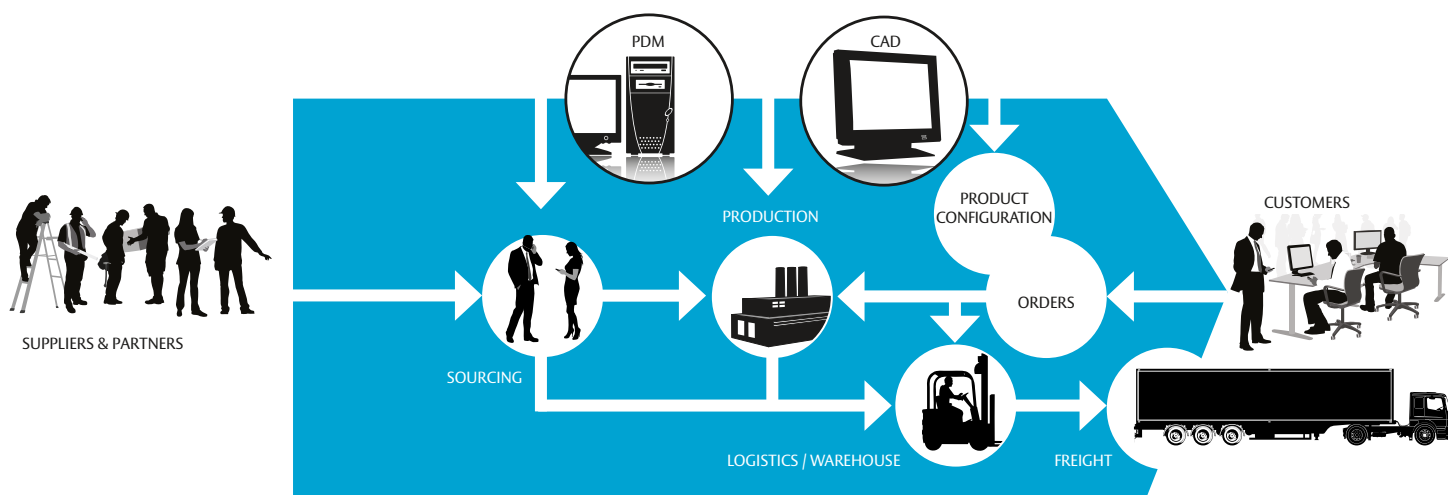 PDM
CAD
PRODUCT
CONFIGURATION
CUSTOMERS
PRODUCTION
ORDERS
SUPPLIERS & PARTNERS
SOURCING
LOGISTICS / WAREHOUSE
FREIGHT